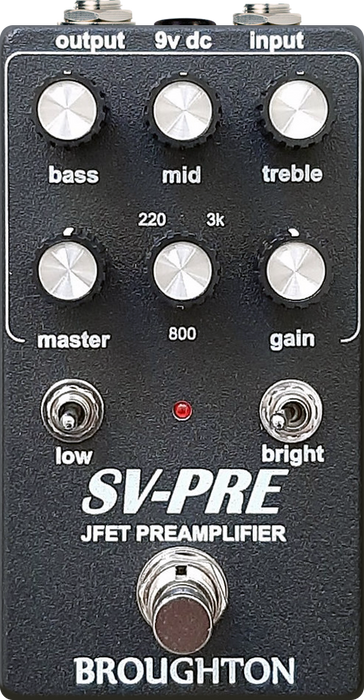 output 9v dc input
bass mid treble
220 3k
master 800 gain
low bright
SV-PRE
JFET PREAMPLIFIER
BROUGHTON